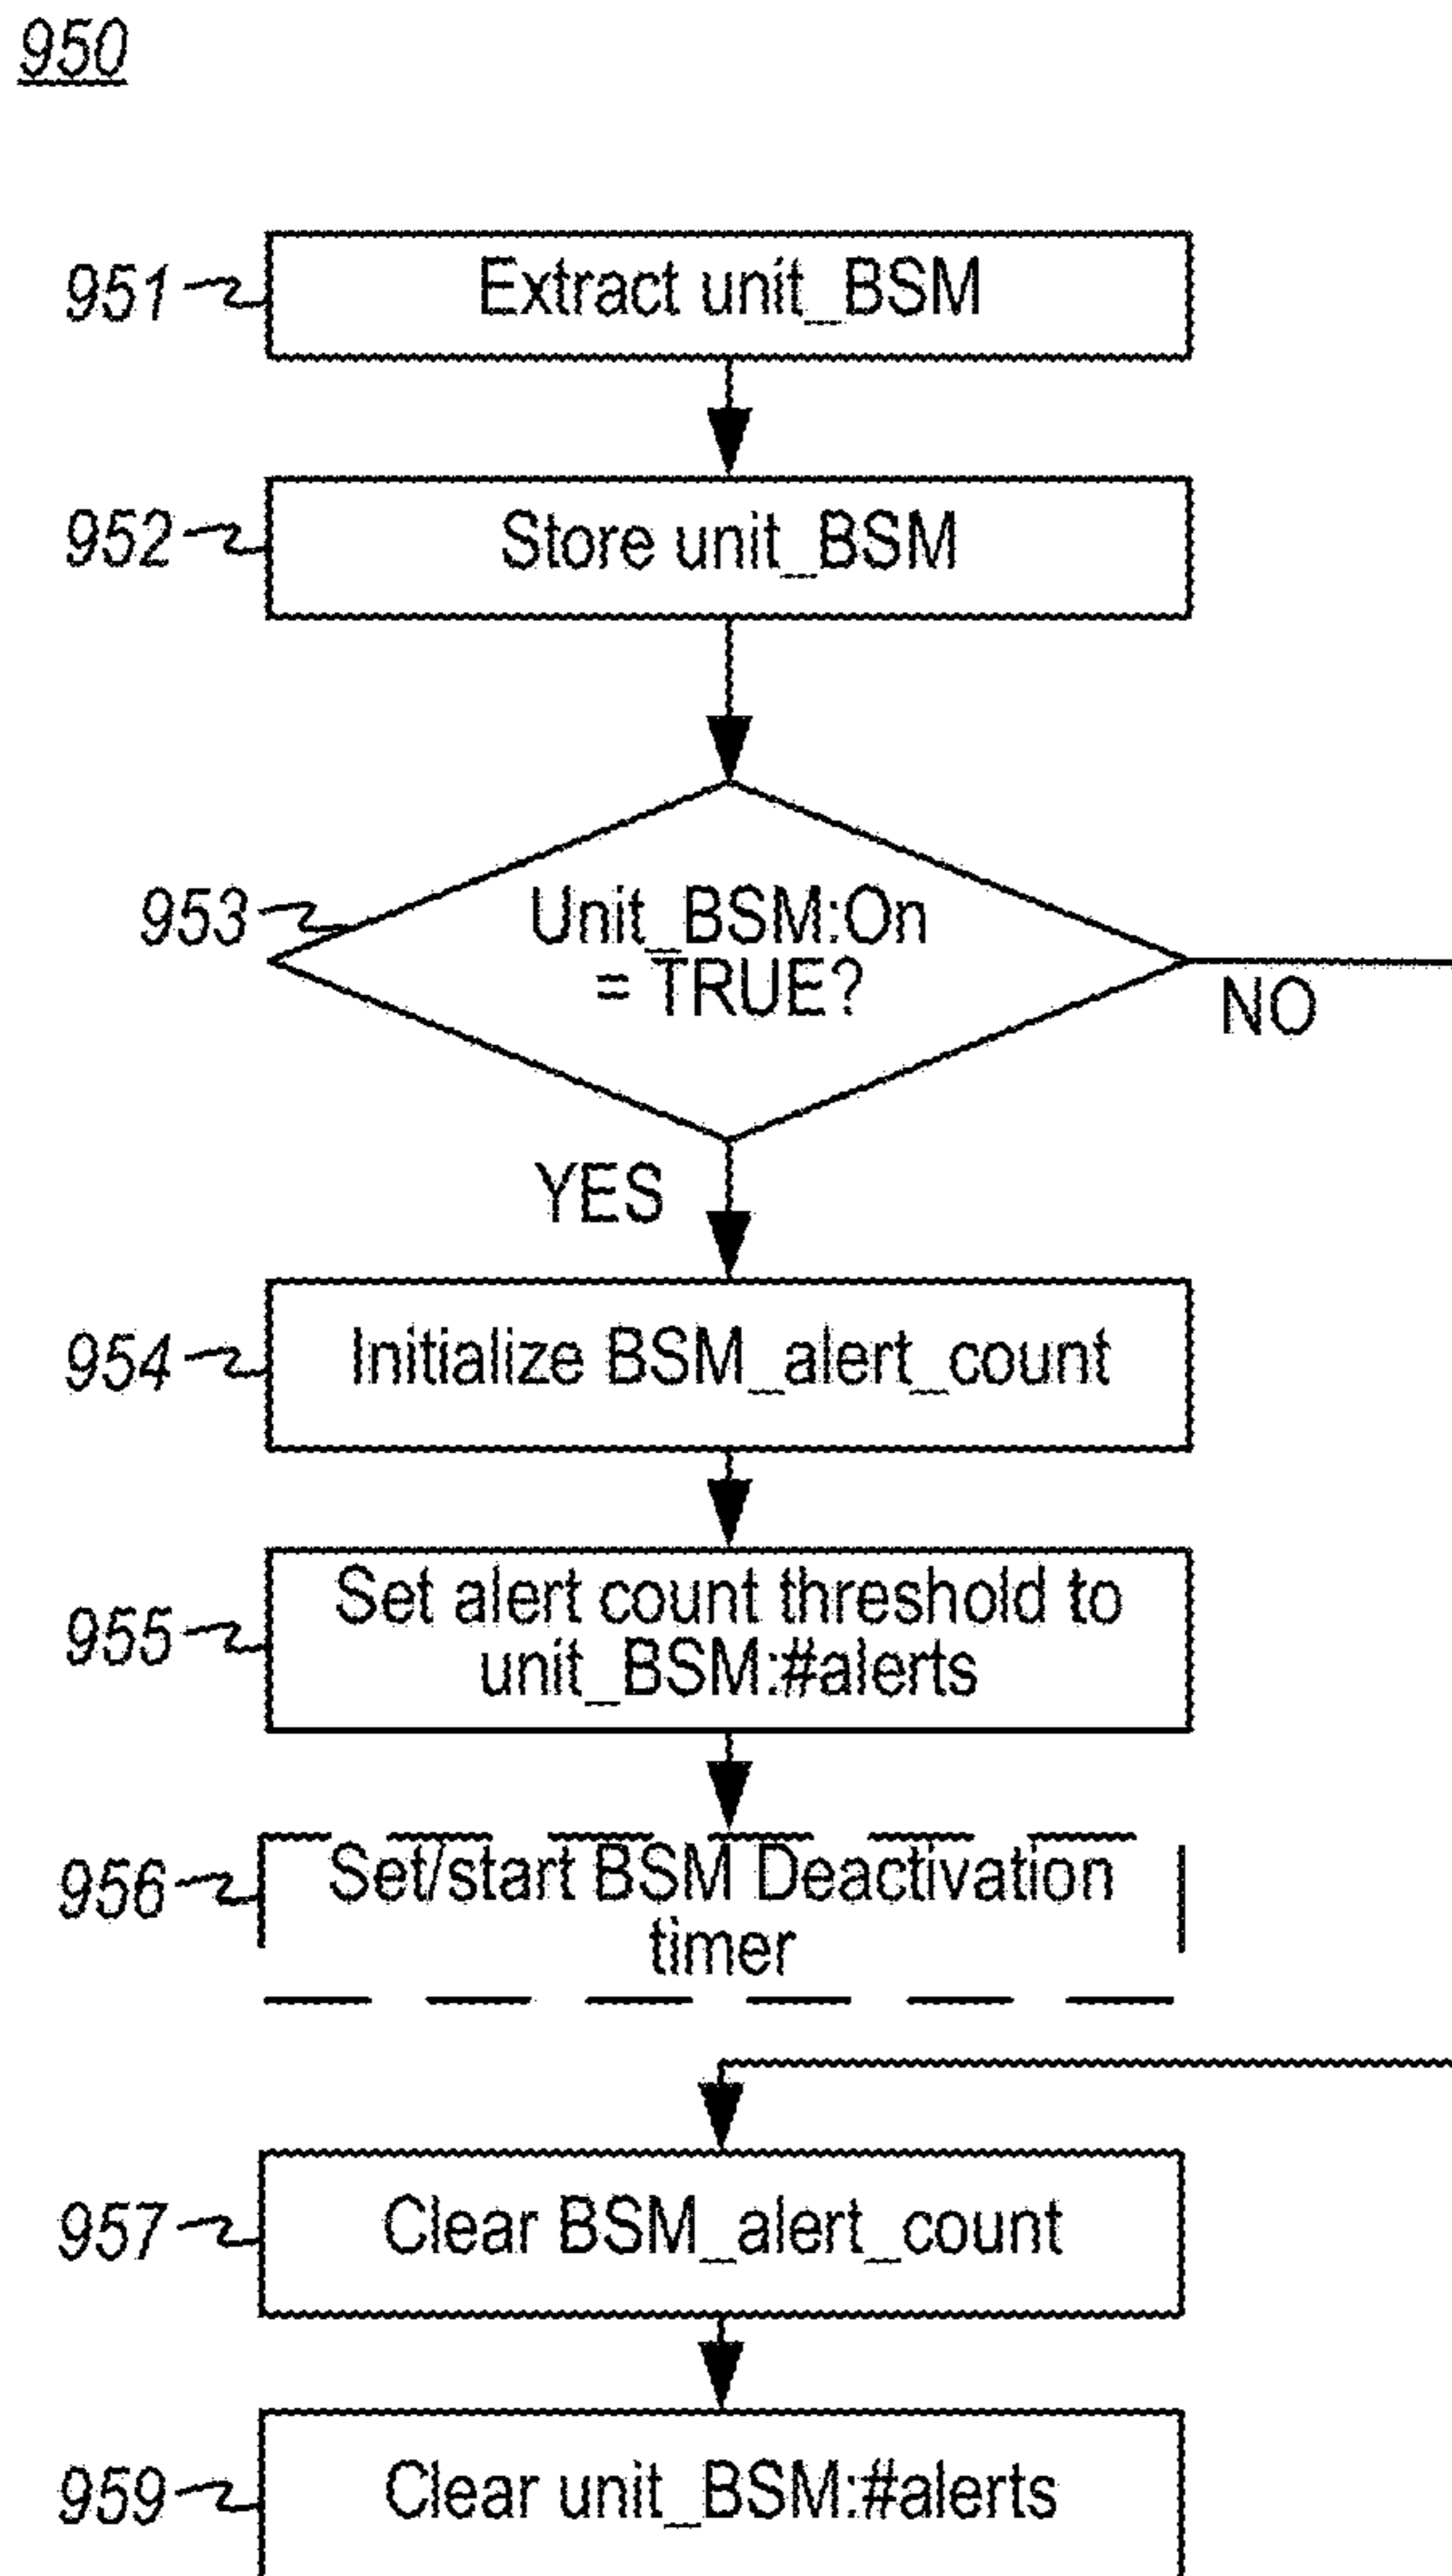 950
951
Extract unit_BSM
952
Store unit_BSM
953
Unit_BSM:On
= TRUE?
NO
YES
954
Initialize BSM_alert_count
955
Set alert count threshold to
unit_BSM:#alerts
956
Set/start BSM Deactivation
timer
957
Clear BSM_alert_count
959
Clear unit_BSM:#alerts